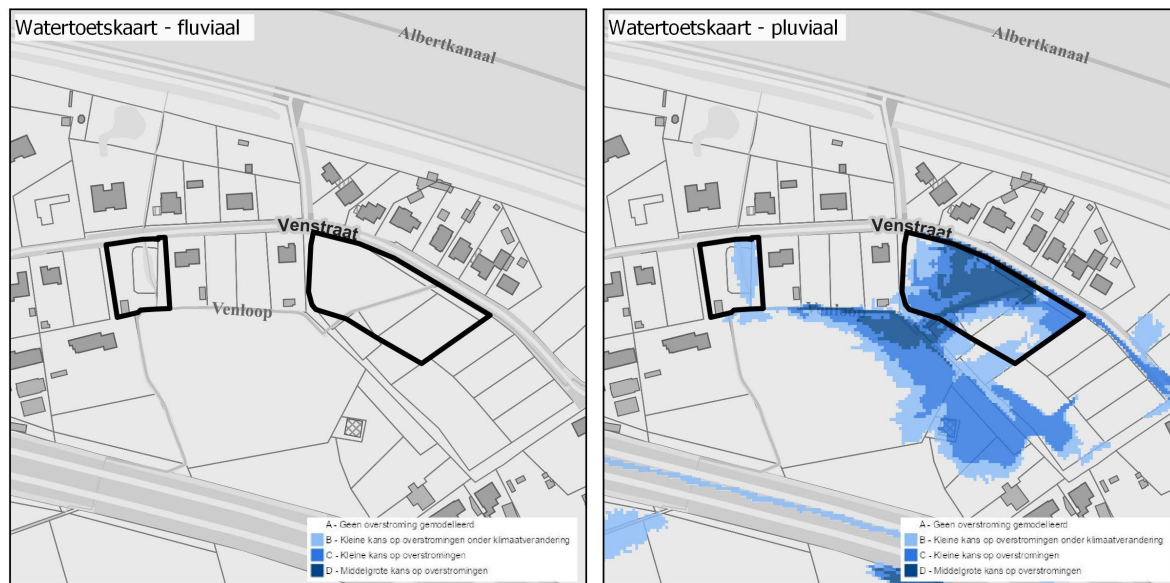 Watertoetskaart - fluviaal
Albertkanaal
Venstraat
Venloop
A - Geen overstroming gemodelleerd
B - Kleine kans op overstromingen onder klimaatverandering
C - Kleine kans op overstromingen
D - Middelgrote kans op overstromingen
Watertoetskaart - pluviaal
Albertkanaal
Venstraat
Venloop
A - Geen overstroming gemodelleerd
B - Kleine kans op overstromingen onder klimaatverandering
C - Kleine kans op overstromingen
D - Middelgrote kans op overstromingen